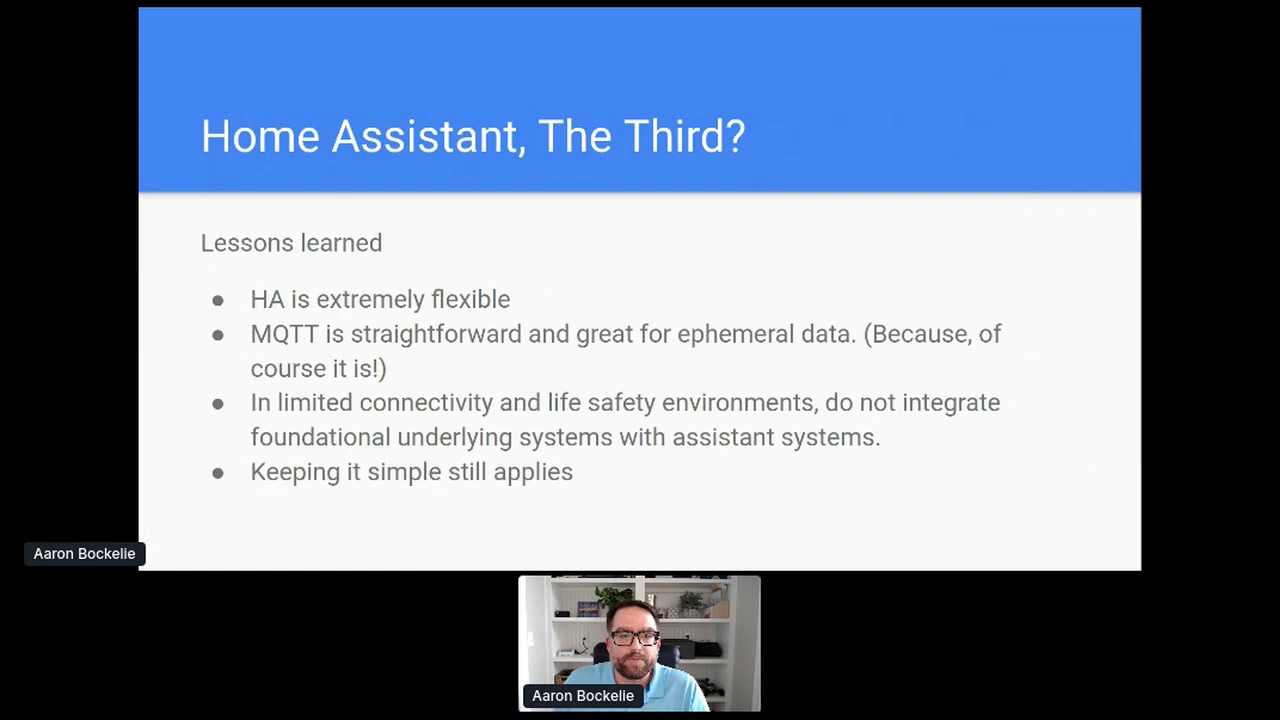 Home Assistant, The Third?
Lessons learned
● HA is extremely flexible
● MQTT is straightforward and great for ephemeral data. (Because, of
course it is!)
● In limited connectivity and life safety environments, do not integrate
foundational underlying systems with assistant systems.
● Keeping it simple still applies
Aaron Bockelie
Aaron Bockelie